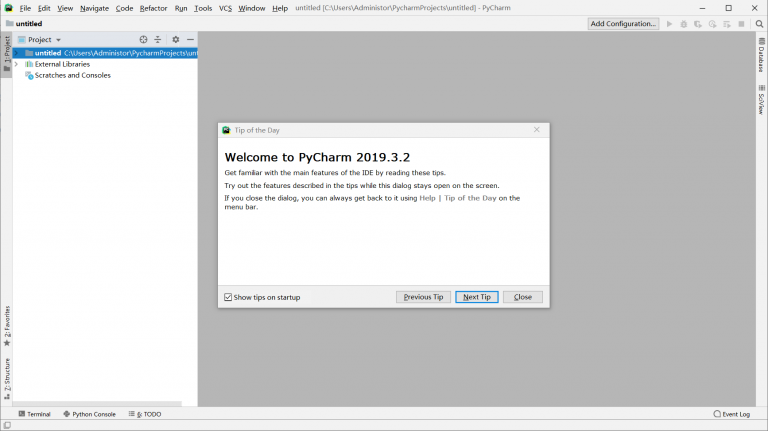 File Edit View Navigate Code Refactor Run Tools VCS Window Help untitled [C:\Users\Administor\PycharmProjects\untitled] - PyCharm
untitled
Add Configuration...
1: Project
Project
untitled C:\Users\Administor\PycharmProjects\unt
External Libraries
Scratches and Consoles
Database
SciView
Tip of the Day
Welcome to PyCharm 2019.3.2
Get familiar with the main features of the IDE by reading these tips.
Try out the features described in the tips while this dialog stays open on the screen.
If you close the dialog, you can always get back to it using Help | Tip of the Day on the
menu bar.
Show tips on startup
Previous Tip
Next Tip
Close
2: Favorites
7: Structure
Terminal
Python Console
6: TODO
Event Log